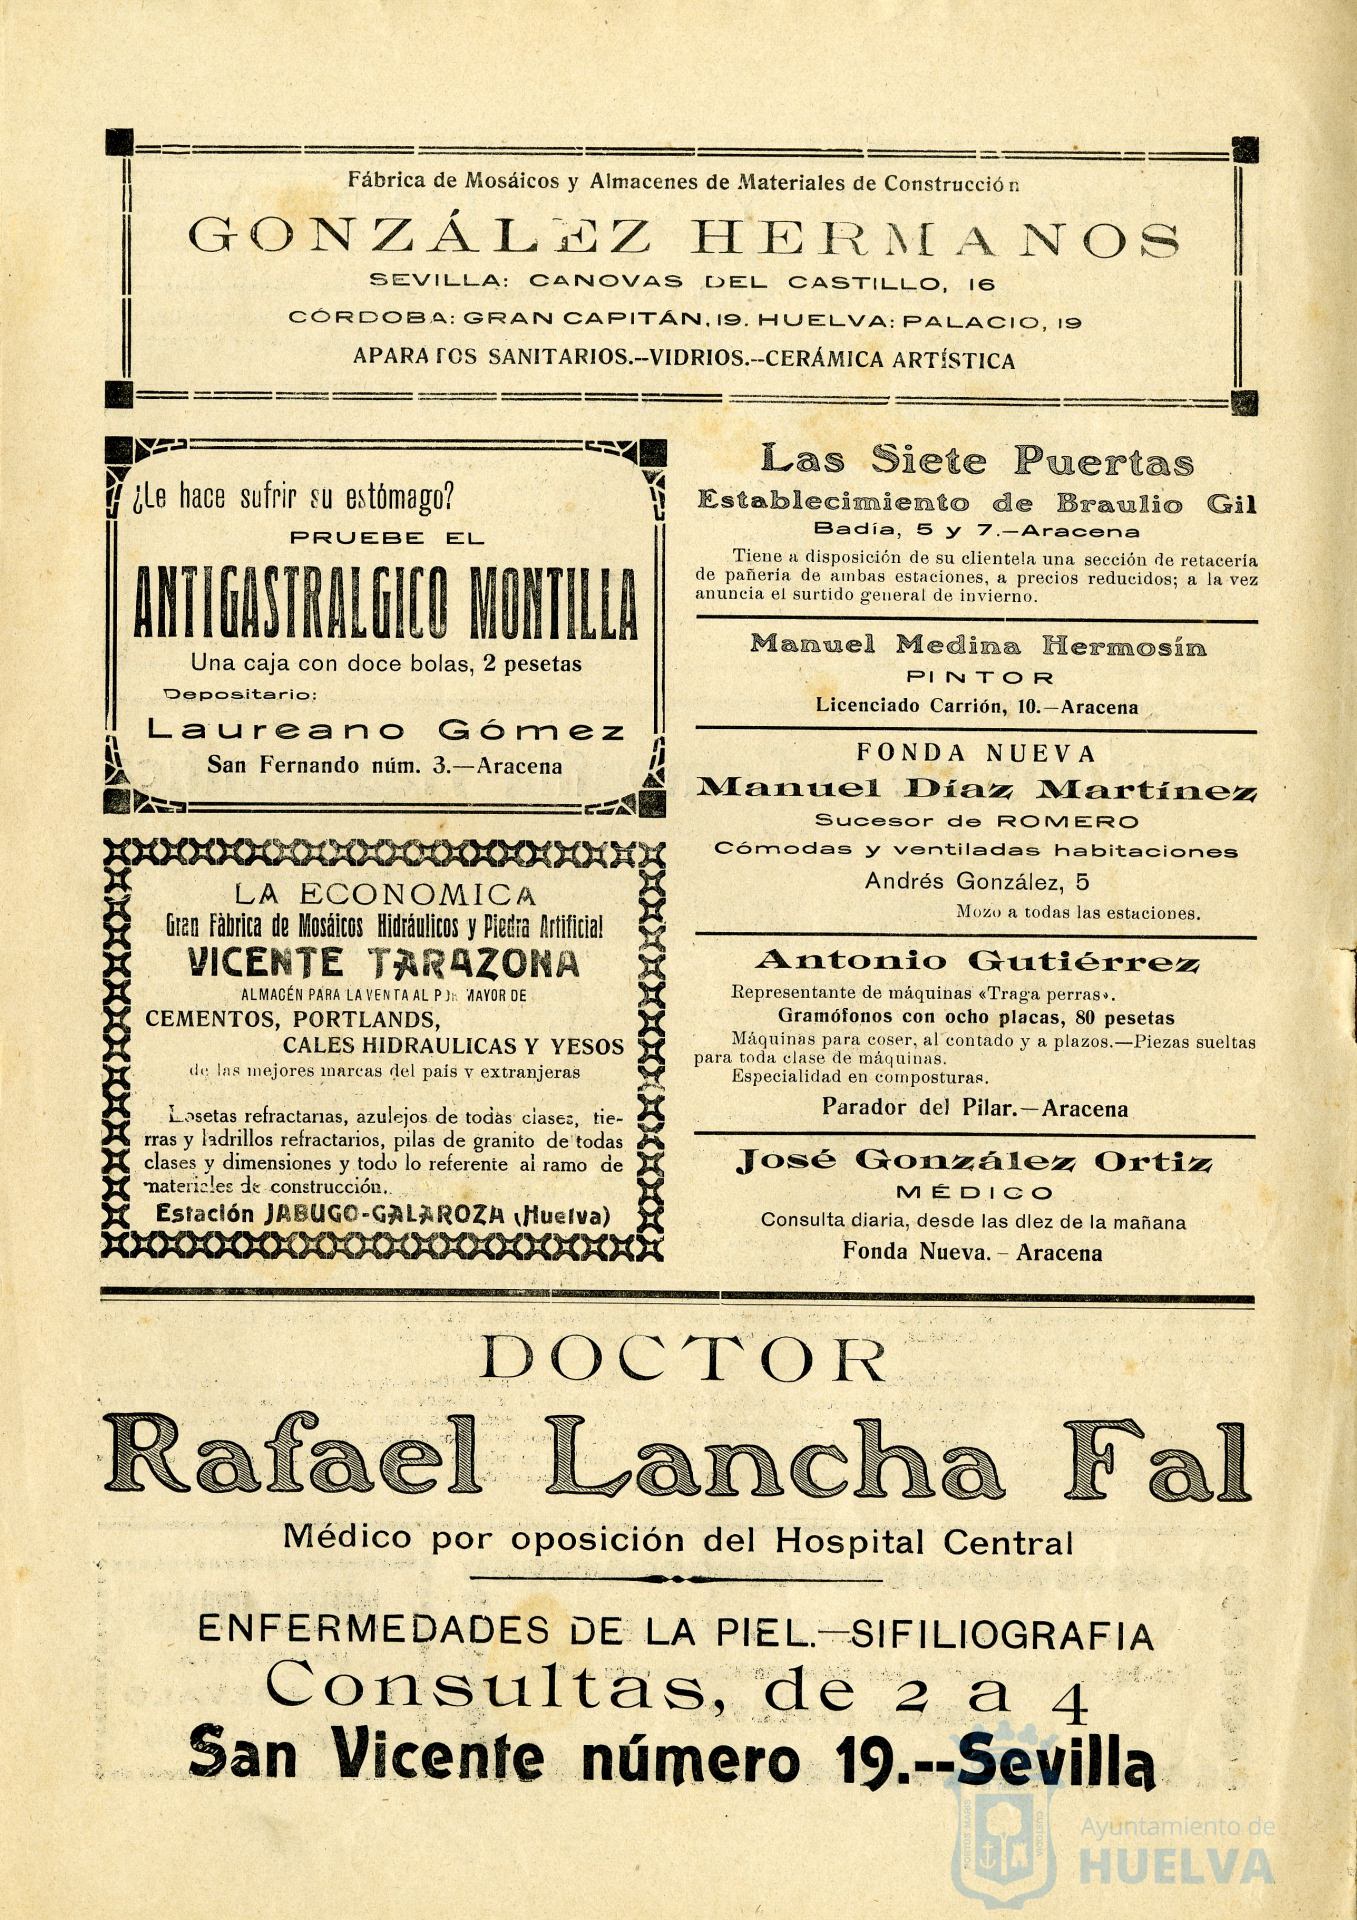 Fábrica de Mosáicos y Almacenes de Materiales de Construcción
GONZÁLEZ HERMANOS
SEVILLA: CANOVAS DEL CASTILLO, 16
CÓRDOBA: GRAN CAPITÁN, 19. HUELVA: PALACIO, 19
APARATOS SANITARIOS.--VIDRIOS.--CERÁMICA ARTÍSTICA
¿Le hace sufrir su estómago?
PRUEBE EL
ANTIGASTRALGICO MONTILLA
Una caja con doce bolas, 2 pesetas
Depositario:
Laureano Gómez
San Fernando núm. 3.—Aracena
LA ECONOMICA
Gran Fàbrica de Mosáicos Hidráulicos y Piedra Artificial
VICENTE TARAZONA
ALMACÉN PARA LA VENTA AL POR MAYOR DE
CEMENTOS, PORTLANDS,
CALES HIDRAULICAS Y YESOS
de las mejores marcas del país y extranjeras
Losetas refractarias, azulejos de todas clases, tie-
rras y ladrillos refractarios, pilas de granito de todas
clases y dimensiones y todo lo referente al ramo de
materiales de construcción.
Estación JABUGO-GALAROZA (Huelva)
Las Siete Puertas
Establecimiento de Braulio Gil
Badía, 5 y 7.—Aracena
Tiene a disposición de su clientela una sección de retacería
de pañería de ambas estaciones, a precios reducidos; a la vez
anuncia el surtido general de invierno.
Manuel Medina Hermosín
PINTOR
Licenciado Carrión, 10.—Aracena
FONDA NUEVA
Manuel Díaz Martínez
Sucesor de ROMERO
Cómodas y ventiladas habitaciones
Andrés González, 5
Mozo a todas las estaciones.
Antonio Gutiérrez
Representante de máquinas «Traga perras».
Gramófonos con ocho placas, 80 pesetas
Máquinas para coser, al contado y a plazos.—Piezas sueltas
para toda clase de máquinas.
Especialidad en composturas.
Parador del Pilar.—Aracena
José González Ortiz
MÉDICO
Consulta diaria, desde las diez de la mañana
Fonda Nueva. – Aracena
DOCTOR
Rafael Lancha Fal
Médico por oposición del Hospital Central
ENFERMEDADES DE LA PIEL.—SIFILIOGRAFIA
Consultas, de 2 a 4
San Vicente número 19.--Sevilla
PORTUS MARIS
CUSTODIA
Ayuntamiento de
HUELVA